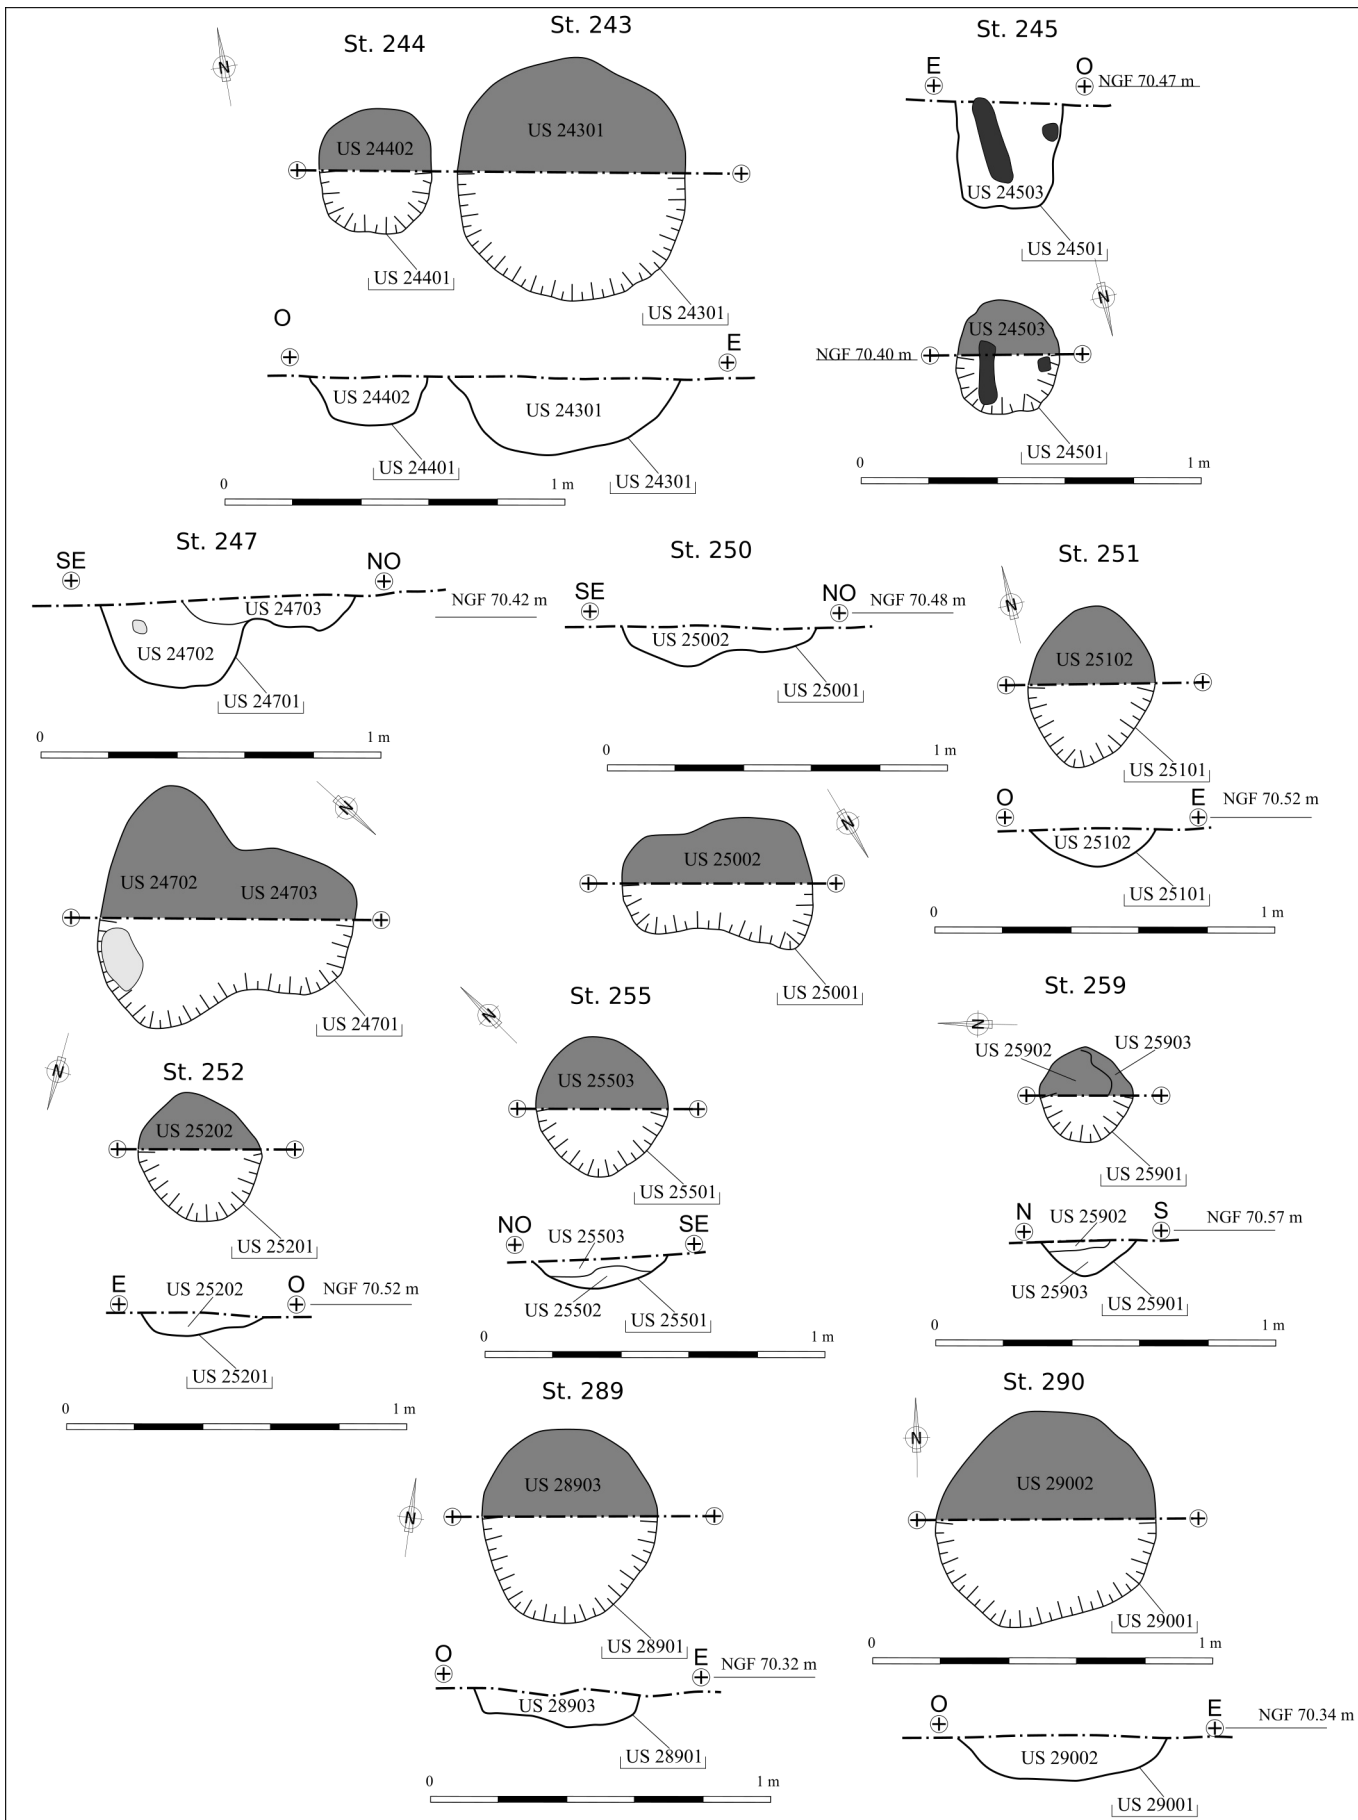 St. 244
St. 243
N
US 24402
US 24301
US 24401
US 24301
O
E
US 24402
US 24301
US 24401
US 24301
0
1 m
St. 245
E
O
NGF 70.47 m
US 24503
US 24501
N
US 24503
NGF 70.40 m
US 24501
0
1 m
St. 247
SE
NO
NGF 70.42 m
US 24703
US 24702
US 24701
0
1 m
N
US 24702
US 24703
US 24701
St. 250
SE
NO
NGF 70.48 m
US 25002
US 25001
0
1 m
N
US 25002
US 25001
St. 251
N
US 25102
US 25101
O
E
NGF 70.52 m
US 25102
US 25101
0
1 m
N
St. 252
US 25202
US 25201
E
O
NGF 70.52 m
US 25202
US 25201
0
1 m
St. 255
N
US 25503
US 25501
NO
SE
US 25503
US 25502
US 25501
0
1 m
St. 259
N
US 25902
US 25903
US 25901
N
S
NGF 70.57 m
US 25902
US 25903
US 25901
0
1 m
St. 289
N
US 28903
US 28901
O
E
NGF 70.32 m
US 28903
US 28901
0
1 m
St. 290
N
US 29002
US 29001
0
1 m
O
E
NGF 70.34 m
US 29002
US 29001